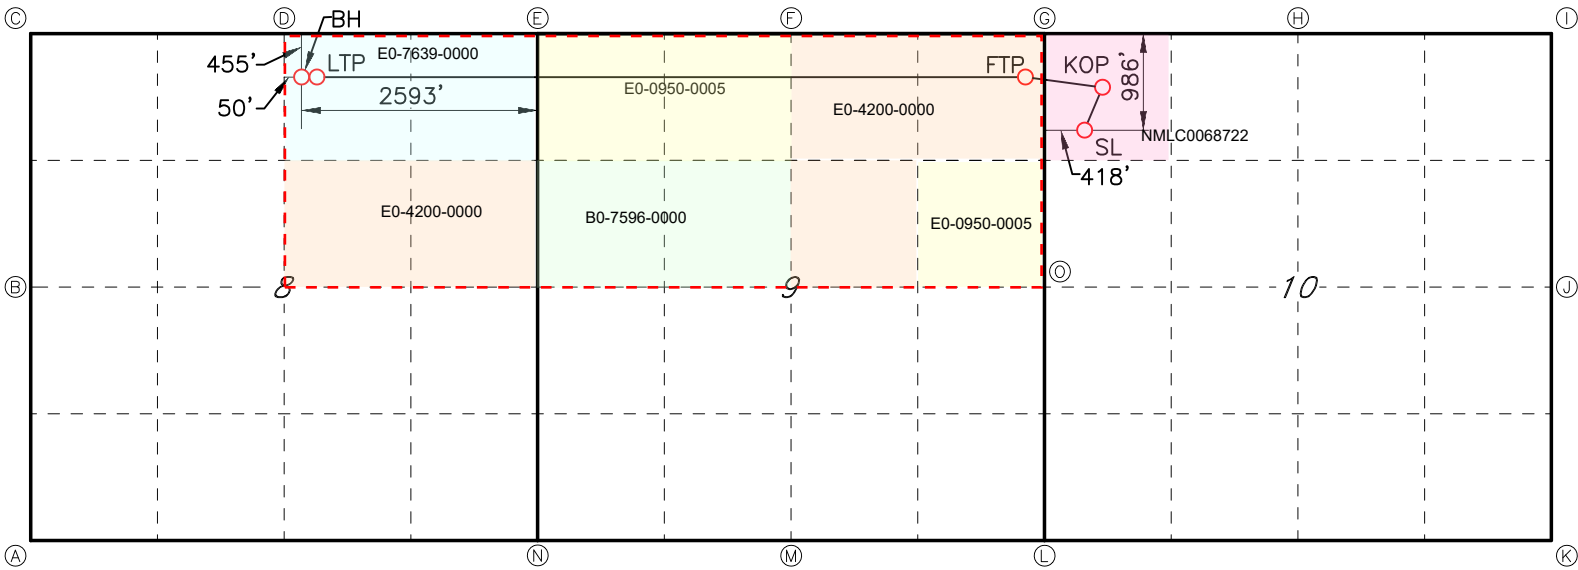 C D E F G H I
BH
455' E0-7639-0000
LTP FTP KOP
50' 2593' E0-0950-0005 986'
E0-4200-0000
NMLC0068722
SL
418'
E0-4200-0000 B0-7596-0000 E0-0950-0005
O
B 8 9 10 J
A N M L K